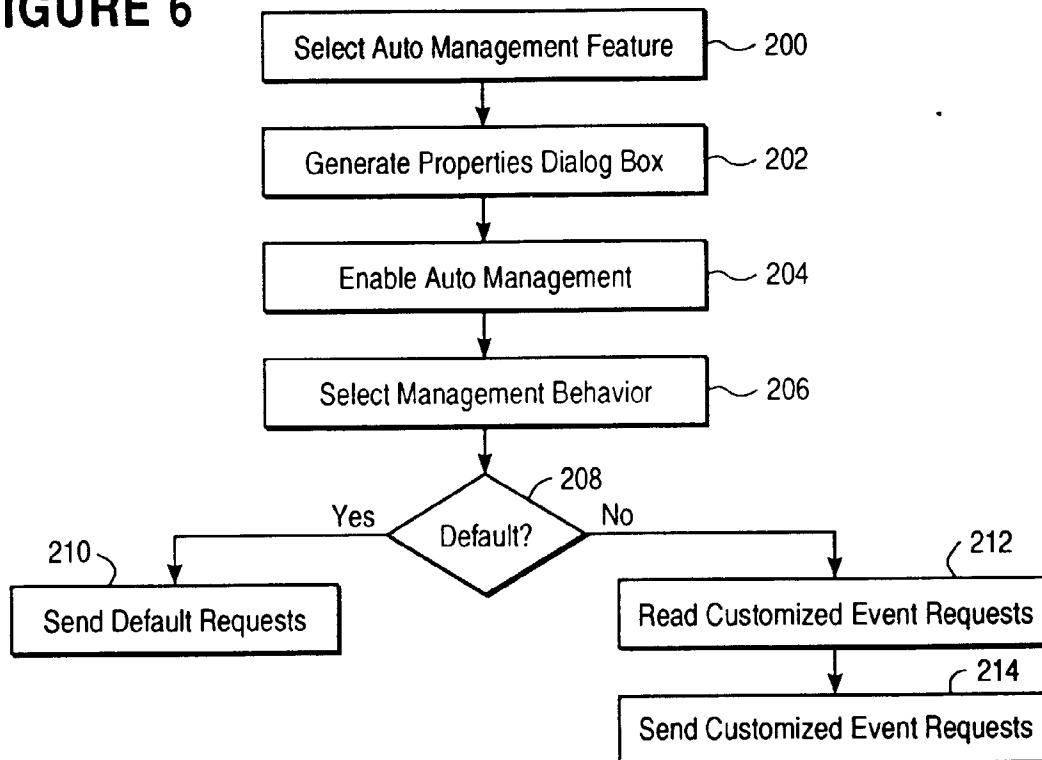 IGURE 6
Select Auto Management Feature 200
Generate Properties Dialog Box 202
Enable Auto Management 204
Select Management Behavior 206
208
Yes Default? No
210 212
Send Default Requests Read Customized Event Requests
214
Send Customized Event Requests